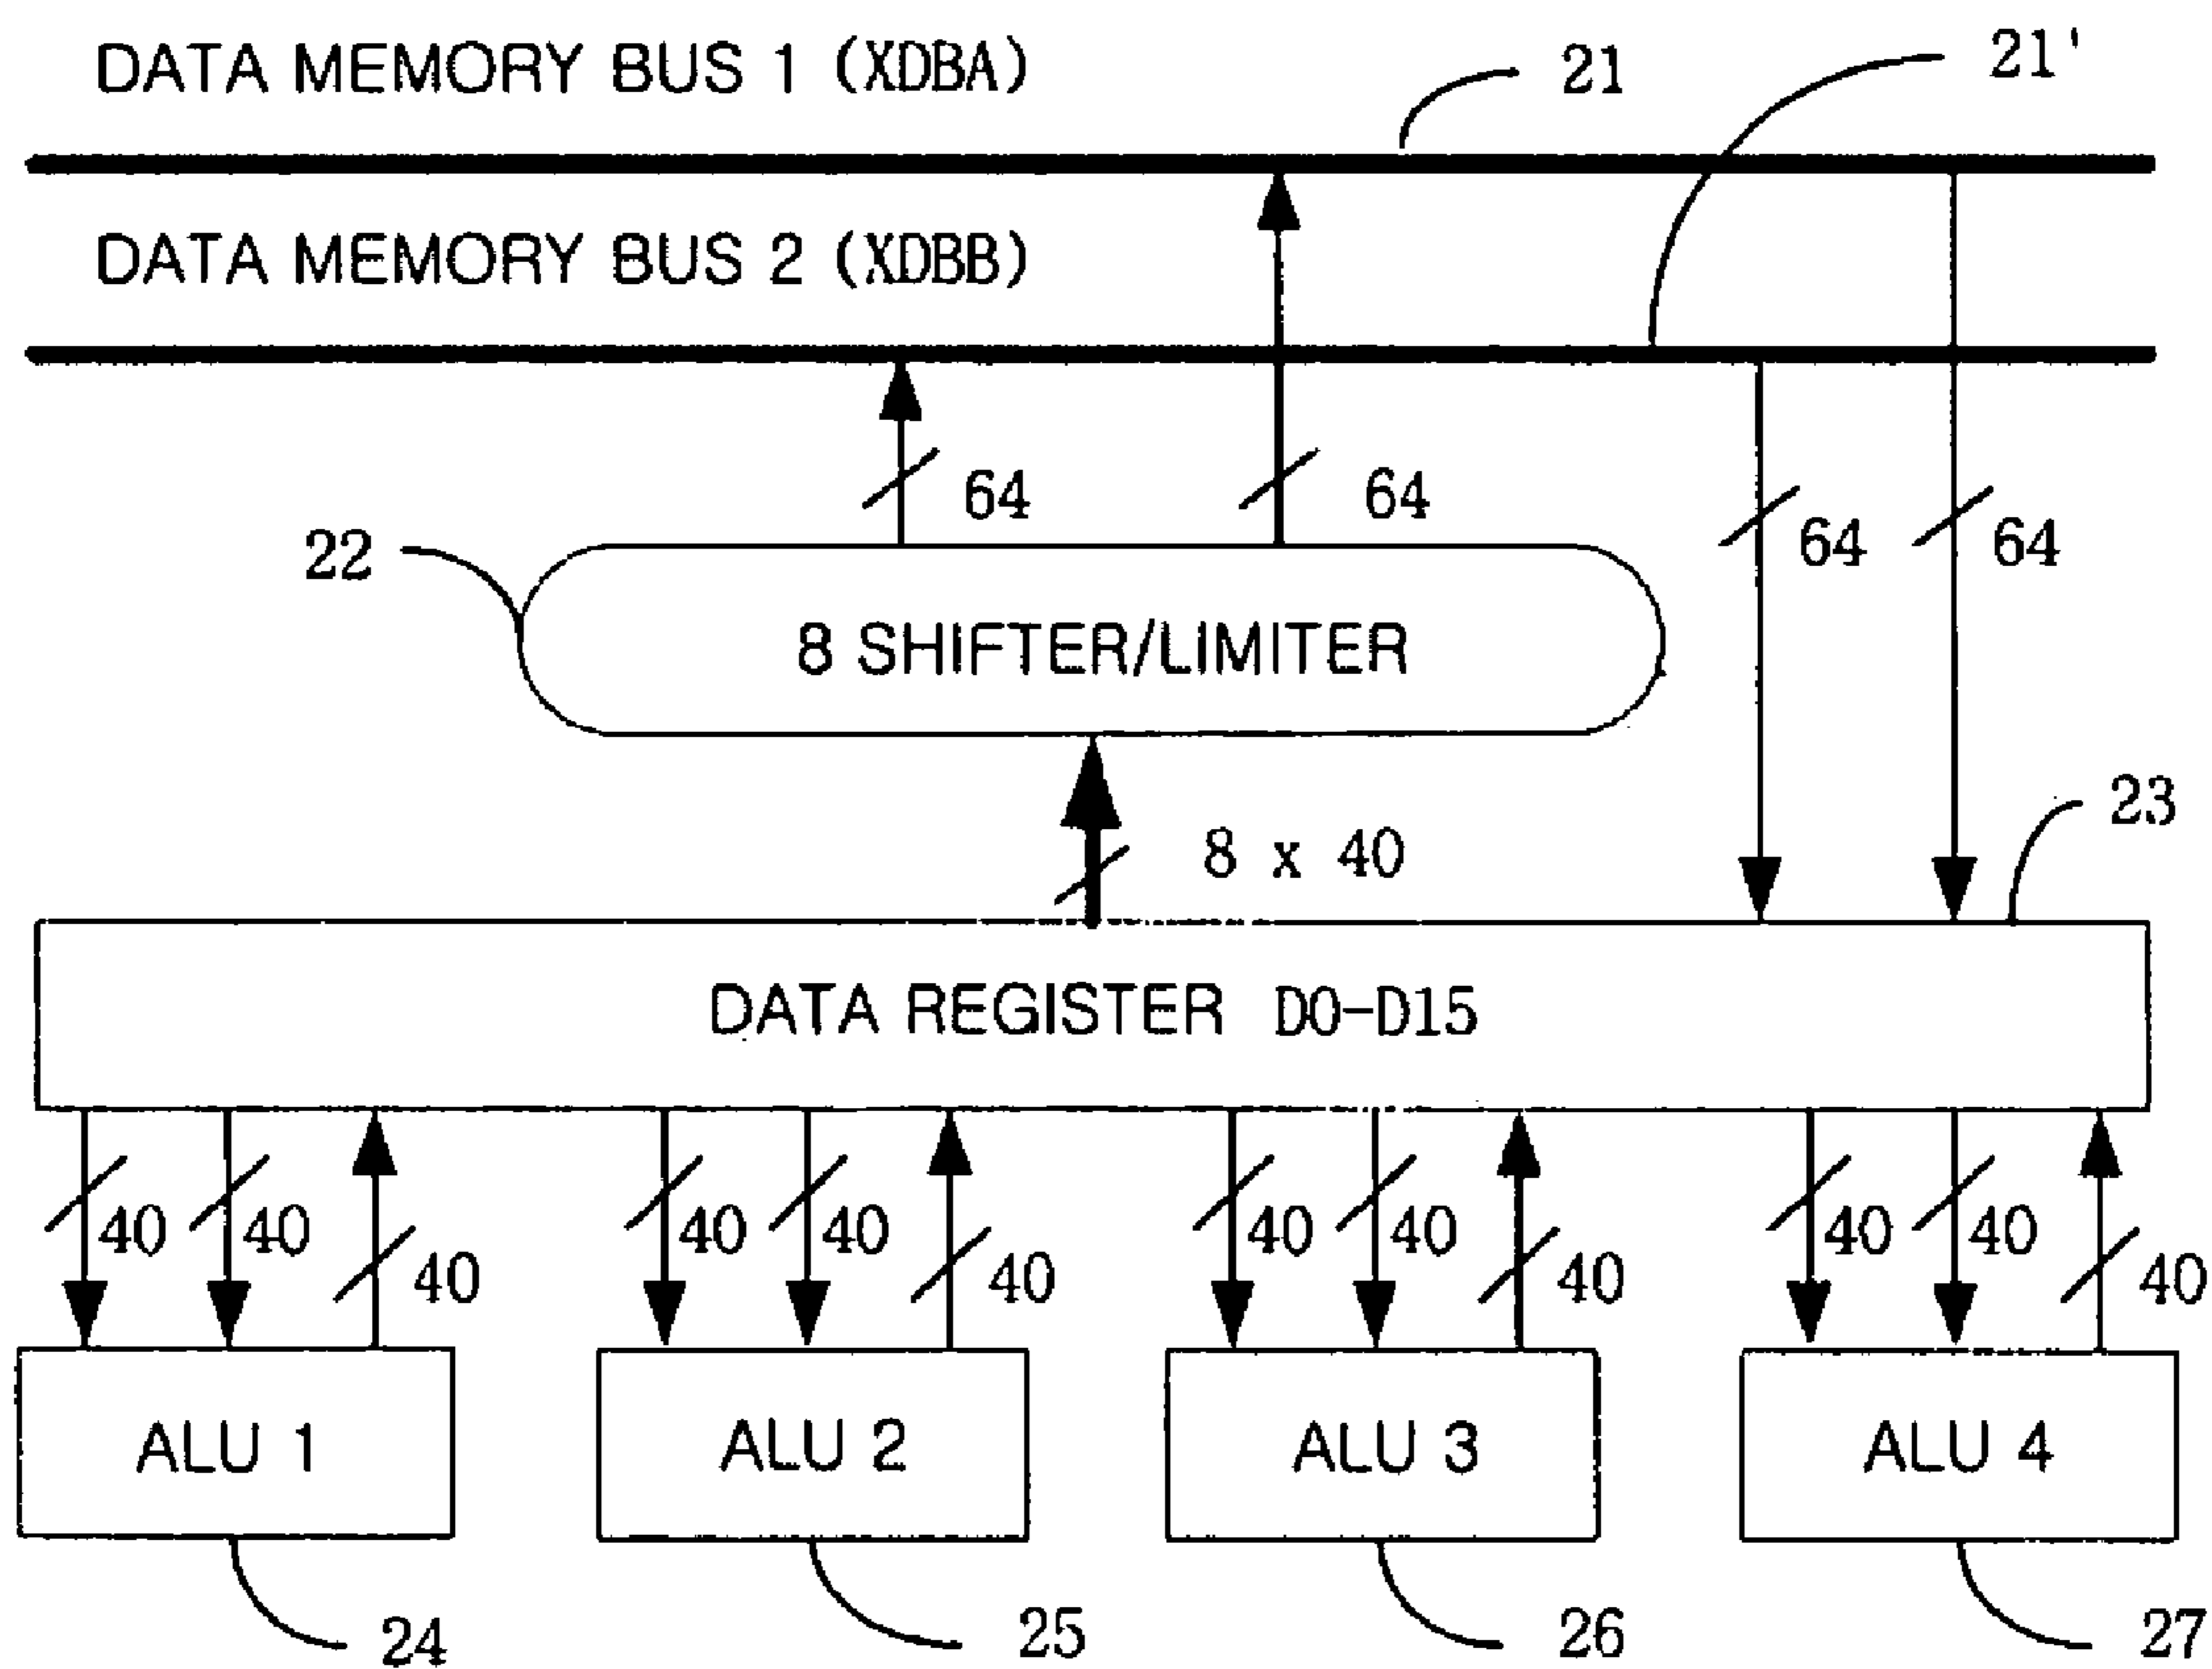 DATA MEMORY BUS 1 (XDBA)
21
21'
DATA MEMORY BUS 2 (XDBB)
64
64
64
64
22
8 SHIFTER/LIMITER
23
8 x 40
DATA REGISTER D0-D15
40
40
40
40
40
40
40
40
40
40
40
40
ALU 1
ALU 2
ALU 3
ALU 4
24
25
26
27